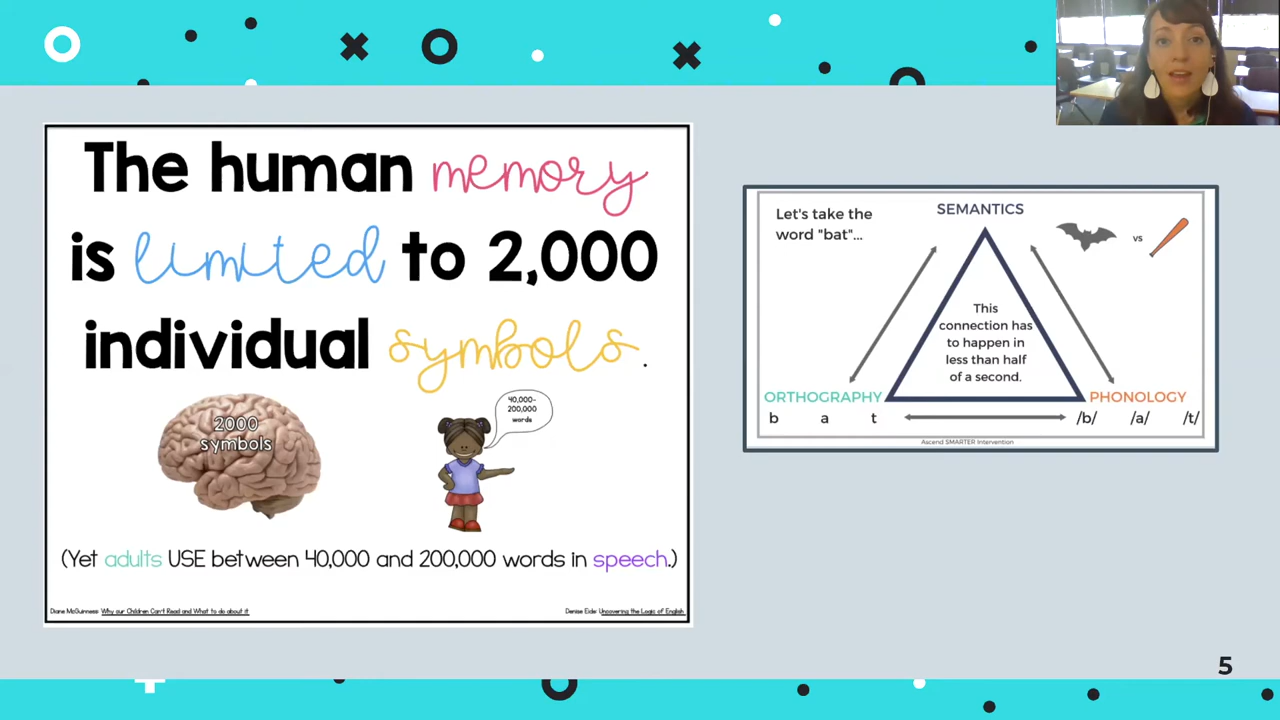 The human memory
is limited to 2,000
individual symbols.
2000
symbols
40,000-
200,000
words
(Yet adults USE between 40,000 and 200,000 words in speech.)
Diane McGuinness: Why our Children Can't Read and What to do about it
Denise Eide: Uncovering the Logic of English
Let's take the
word "bat"...
SEMANTICS
vs
This
connection has
to happen in
less than half
of a second.
ORTHOGRAPHY
PHONOLOGY
b a t
/b/ /a/ /t/
Ascend SMARTER Intervention
5